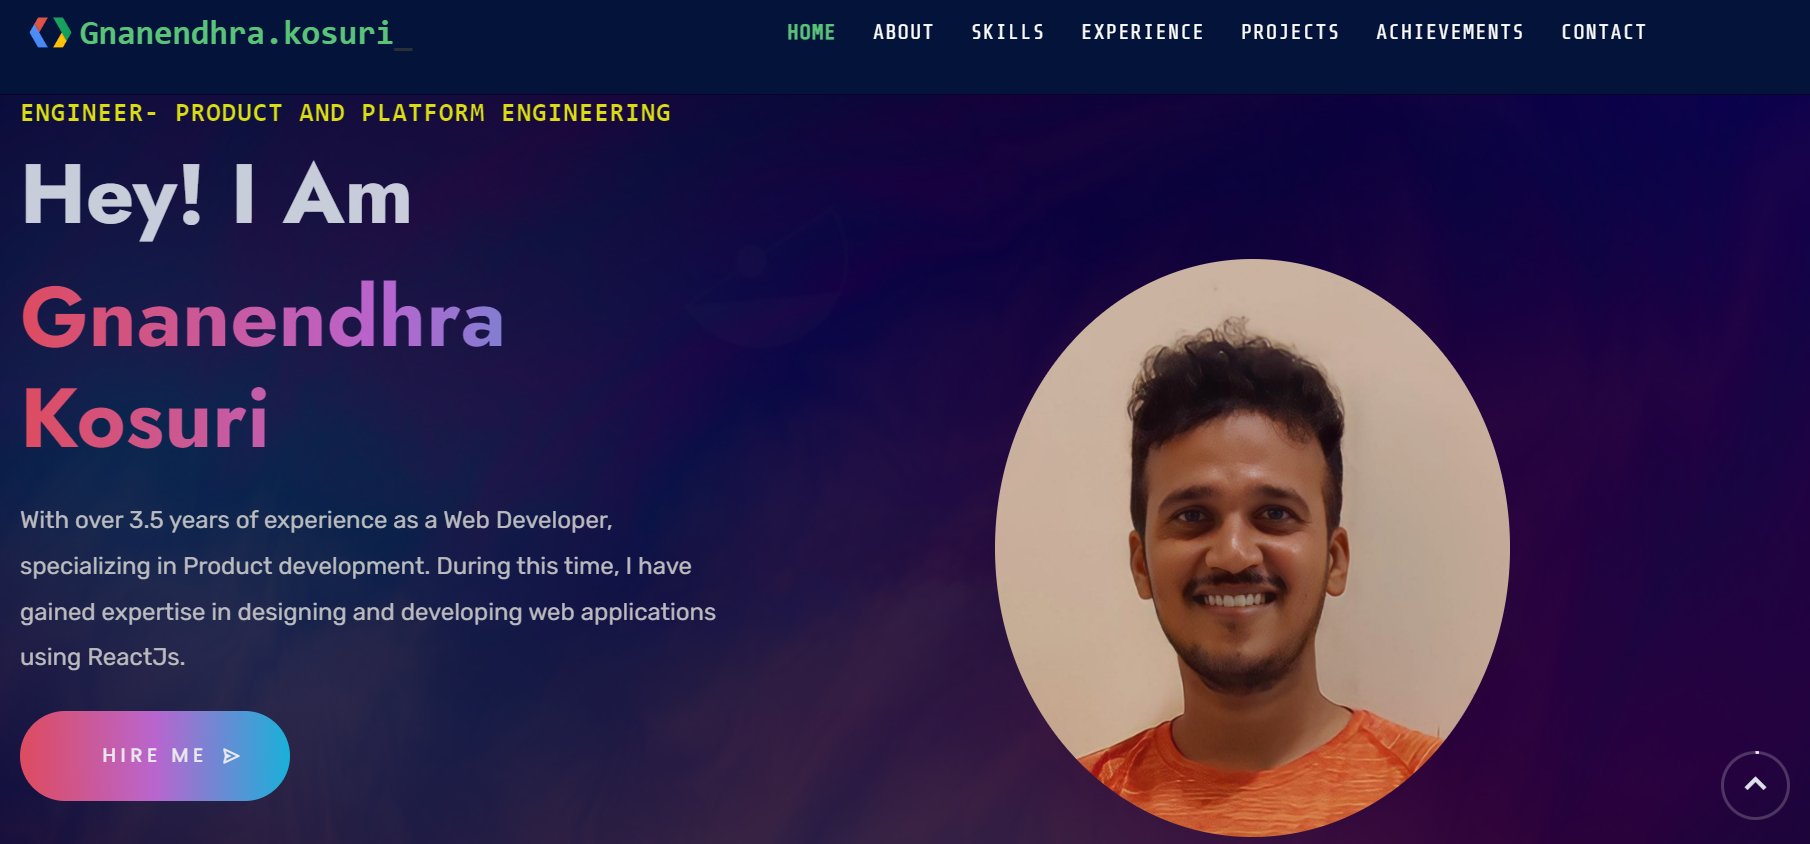 Gnanendhra.kosuri_
HOME ABOUT SKILLS EXPERIENCE PROJECTS ACHIEVEMENTS CONTACT
ENGINEER- PRODUCT AND PLATFORM ENGINEERING
Hey! I Am
Gnanendhra
Kosuri
With over 3.5 years of experience as a Web Developer,
specializing in Product development. During this time, I have
gained expertise in designing and developing web applications
using ReactJs.
HIRE ME